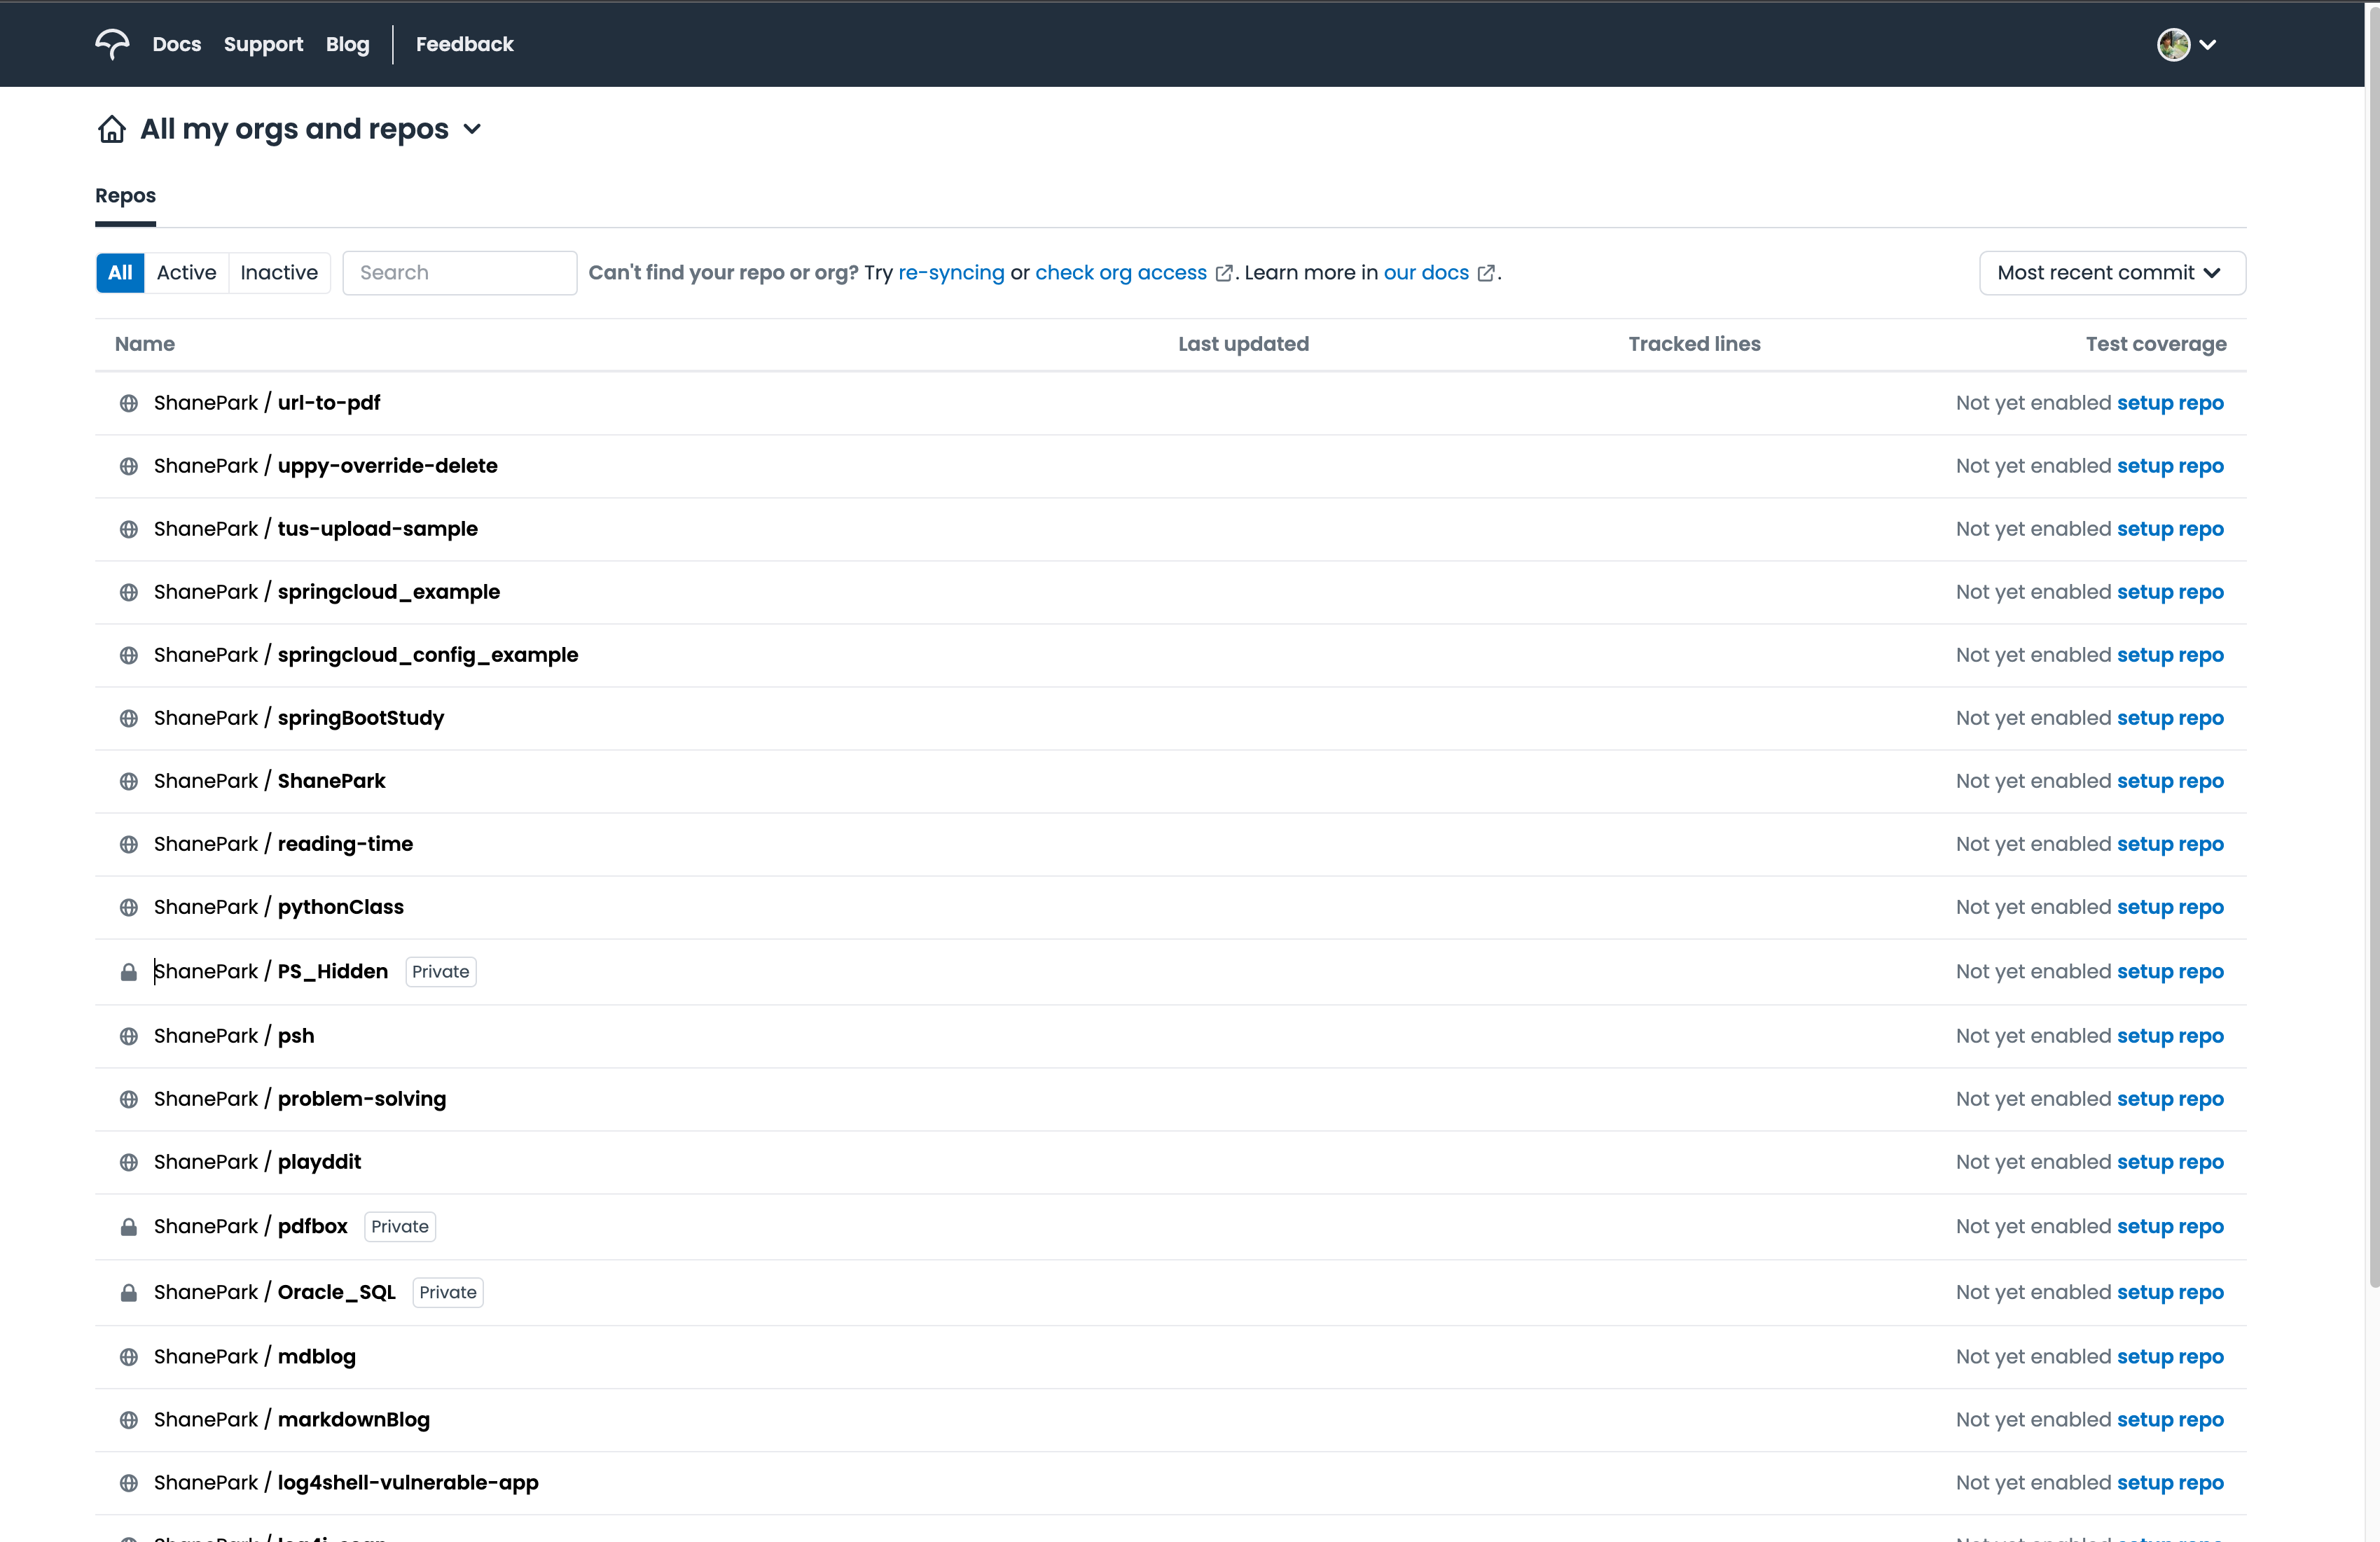 Docs Support Blog Feedback
All my orgs and repos
Repos
All Active Inactive Search Can't find your repo or org? Try re-syncing or check org access. Learn more in our docs. Most recent commit
Name Last updated Tracked lines Test coverage
ShanePark / url-to-pdf Not yet enabled setup repo
ShanePark / uppy-override-delete Not yet enabled setup repo
ShanePark / tus-upload-sample Not yet enabled setup repo
ShanePark / springcloud_example Not yet enabled setup repo
ShanePark / springcloud_config_example Not yet enabled setup repo
ShanePark / springBootStudy Not yet enabled setup repo
ShanePark / ShanePark Not yet enabled setup repo
ShanePark / reading-time Not yet enabled setup repo
ShanePark / pythonClass Not yet enabled setup repo
ShanePark / PS_Hidden Private Not yet enabled setup repo
ShanePark / psh Not yet enabled setup repo
ShanePark / problem-solving Not yet enabled setup repo
ShanePark / playddit Not yet enabled setup repo
ShanePark / pdfbox Private Not yet enabled setup repo
ShanePark / Oracle_SQL Private Not yet enabled setup repo
ShanePark / mdblog Not yet enabled setup repo
ShanePark / markdownBlog Not yet enabled setup repo
ShanePark / log4shell-vulnerable-app Not yet enabled setup repo